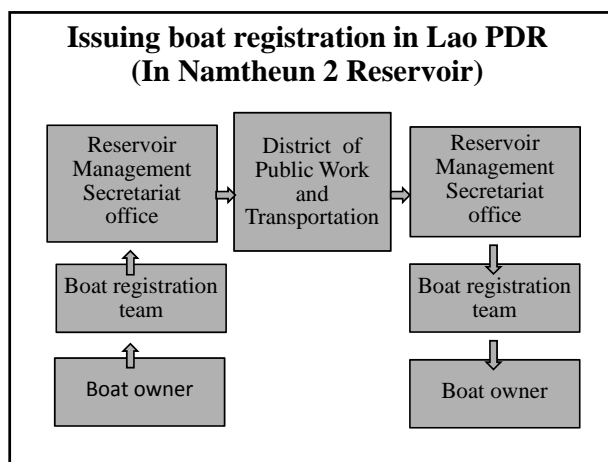 Issuing boat registration in Lao PDR
(In Namtheun 2 Reservoir)
Reservoir
Management
Secretariat
office
District of
Public Work
and
Transportation
Reservoir
Management
Secretariat
office
Boat registration
team
Boat registration
team
Boat owner
Boat owner